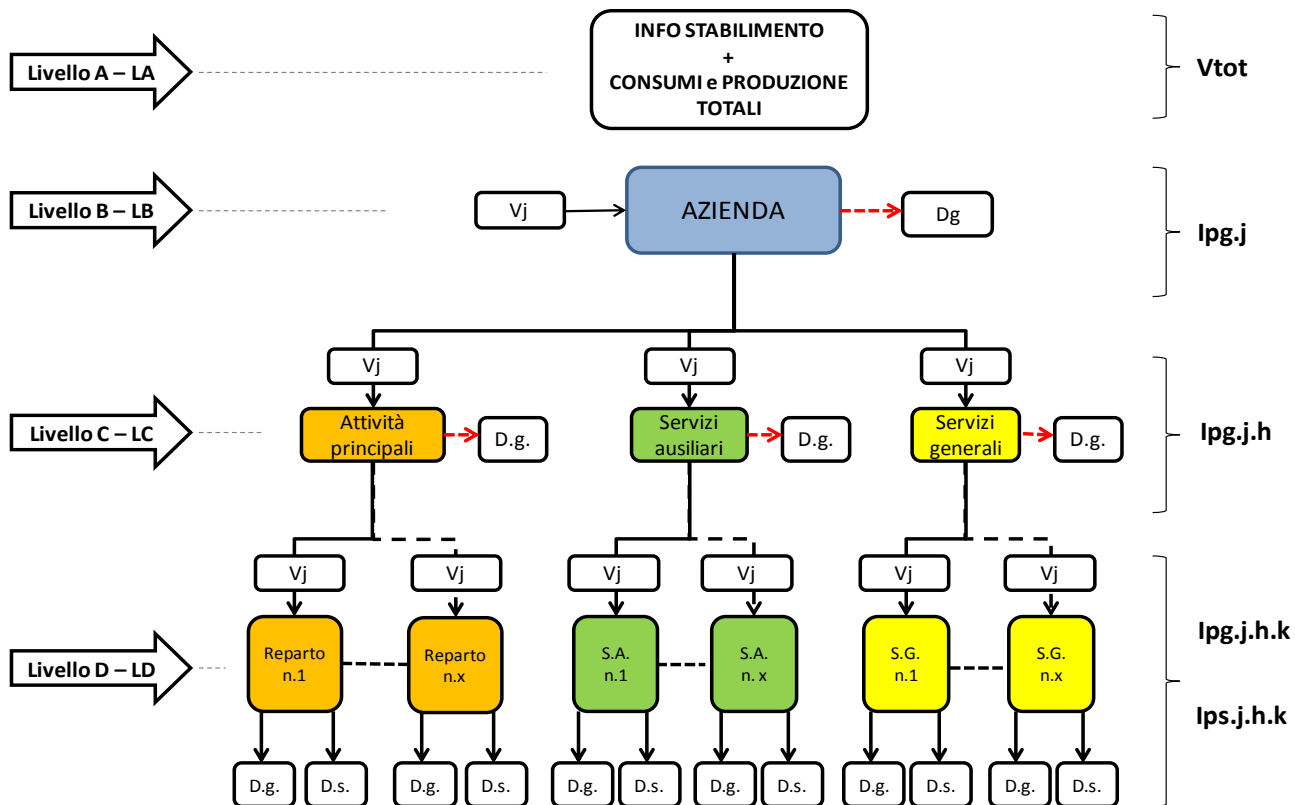 INFO STABILIMENTO
+
CONSUMI e PRODUZIONE
TOTALI
Livello A – LA
Vtot
Livello B – LB
Vj
AZIENDA
Dg
Ipg.j
Vj
Vj
Vj
Livello C – LC
Attività
principali
D.g.
Servizi
ausiliari
D.g.
Servizi
generali
D.g.
Ipg.j.h
Vj
Vj
Vj
Vj
Vj
Vj
Livello D – LD
Reparto
n.1
Reparto
n.x
S.A.
n.1
S.A.
n. x
S.G.
n.1
S.G.
n.x
Ipg.j.h.k
Ips.j.h.k
D.g.
D.s.
D.g.
D.s.
D.g.
D.s.
D.g.
D.s.
D.g.
D.s.
D.g.
D.s.